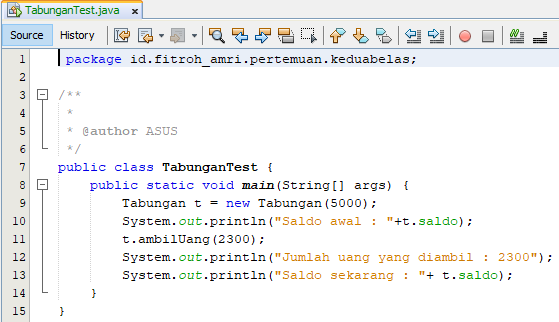 TabungaTest.java
Source History
1 package id.fitroh_amri.pertemuan.keduabelas;
2
3 /**
4 *
5 * @author ASUS
6 */
7 public class TabunganTest {
8 public static void main(String[] args) {
9 Tabungan t = new Tabungan(5000);
10 System.out.println("Saldo awal : "+t.saldo);
11 t.ambilUang(2300);
12 System.out.println("Jumlah uang yang diambil : 2300");
13 System.out.println("Saldo sekarang : "+ t.saldo);
14 }
15 }